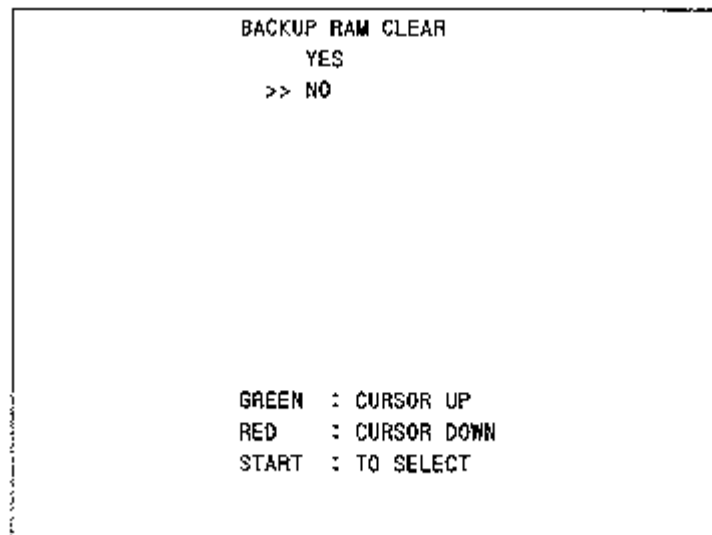 BACKUP RAM CLEAR
YES
>> NO
GREEN : CURSOR UP
RED : CURSOR DOWN
START : TO SELECT